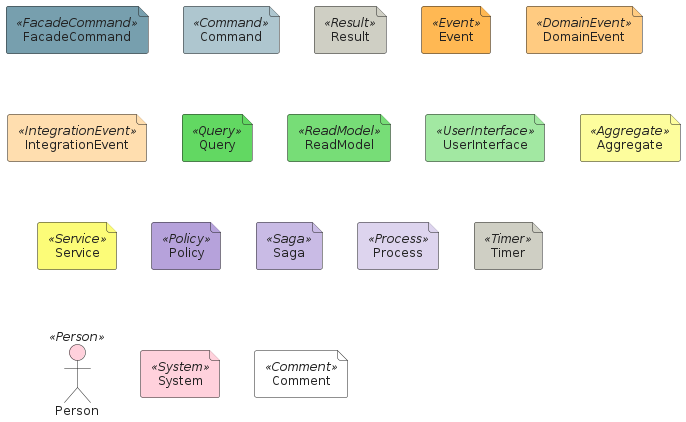 «FacadeCommand» «Command» «Result» «Event» «DomainEvent»
FacadeCommand Command Result Event DomainEvent
«IntegrationEvent» «Query» «ReadModel» «UserInterface» «Aggregate»
IntegrationEvent Query ReadModel UserInterface Aggregate
«Service» «Policy» «Saga» «Process» «Timer»
Service Policy Saga Process Timer
«Person»
«System» «Comment»
System Comment
Person